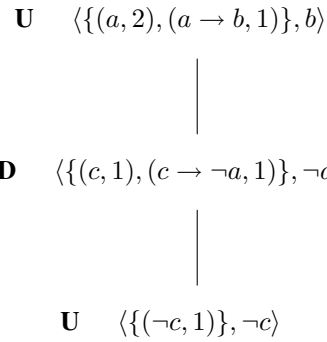 U ⟨{(a, 2), (a → b, 1)}, b⟩
D ⟨{(c, 1), (c → ¬a, 1)}, ¬
U ⟨{(¬c, 1)}, ¬c⟩